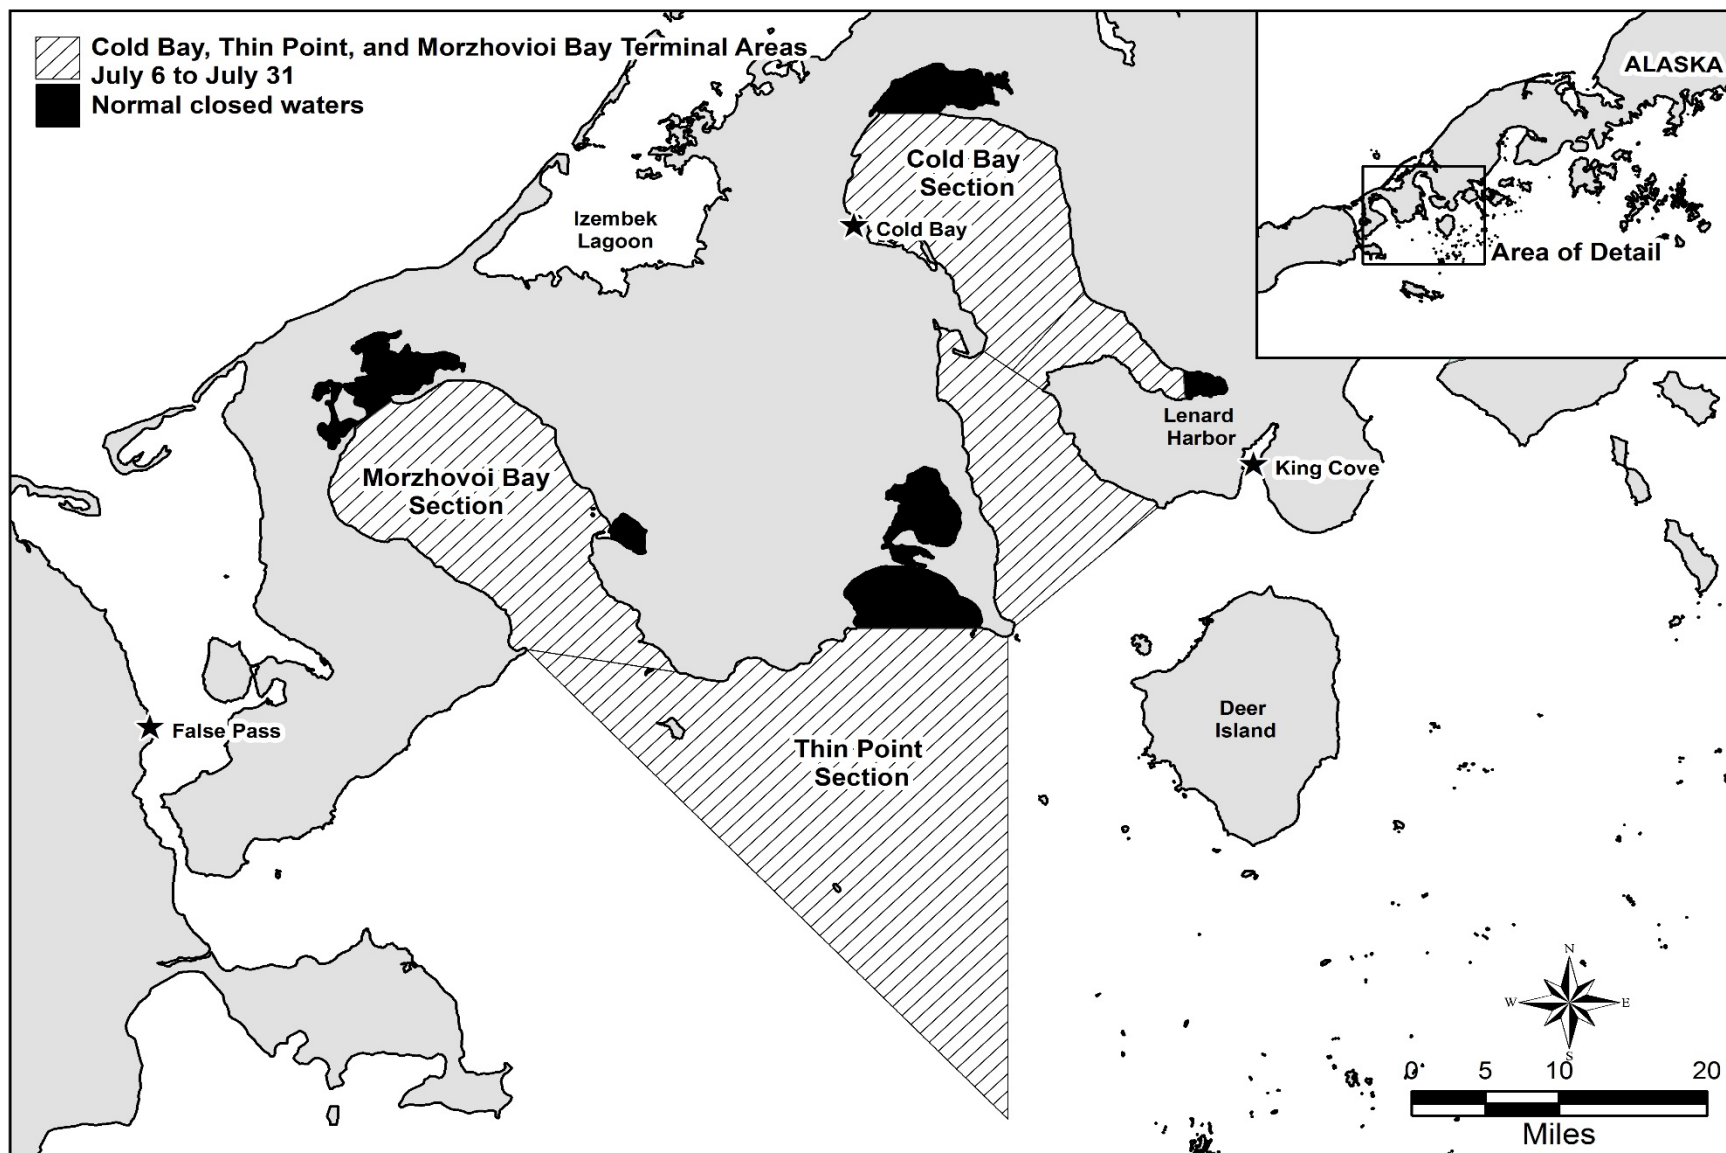 Cold Bay, Thin Point, and Morzhovioi Bay Terminal Areas
July 6 to July 31
Normal closed waters
ALASKA
Area of Detail
Cold Bay
Section
Izembek
Lagoon
Cold Bay
Lenard
Harbor
King Cove
Morzhovoi Bay
Section
False Pass
Thin Point
Section
Deer
Island
N
W
E
S
0 5 10 20
Miles